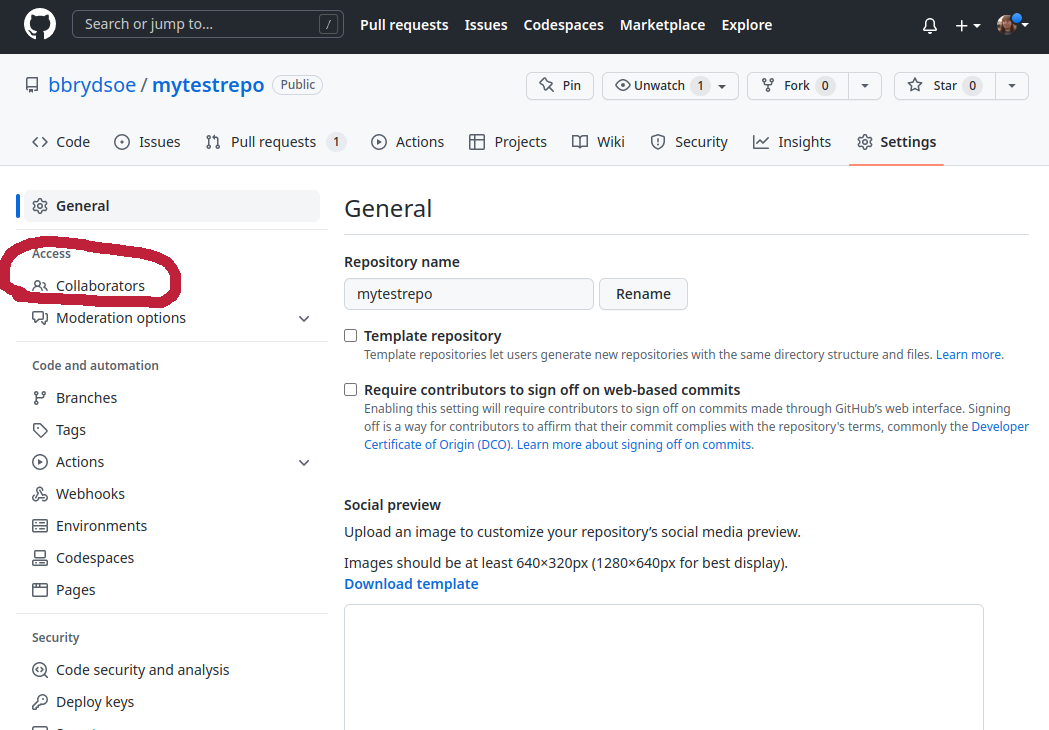 Search or jump to... / Pull requests Issues Codespaces Marketplace Explore
bbrydsoe / mytestrepo Public Pin Unwatch 1 Fork 0 Star 0
Code Issues Pull requests 1 Actions Projects Wiki Security Insights Settings
General
Access
Collaborators
Moderation options
Code and automation
Branches
Tags
Actions
Webhooks
Environments
Codespaces
Pages
Security
Code security and analysis
Deploy keys
General
Repository name
mytestrepo Rename
Template repository
Template repositories let users generate new repositories with the same directory structure and files. Learn more.
Require contributors to sign off on web-based commits
Enabling this setting will require contributors to sign off on commits made through GitHub's web interface. Signing
off is a way for contributors to affirm that their commit complies with the repository's terms, commonly the Developer
Certificate of Origin (DCO). Learn more about signing off on commits.
Social preview
Upload an image to customize your repository's social media preview.
Images should be at least 640×320px (1280×640px for best display).
Download template